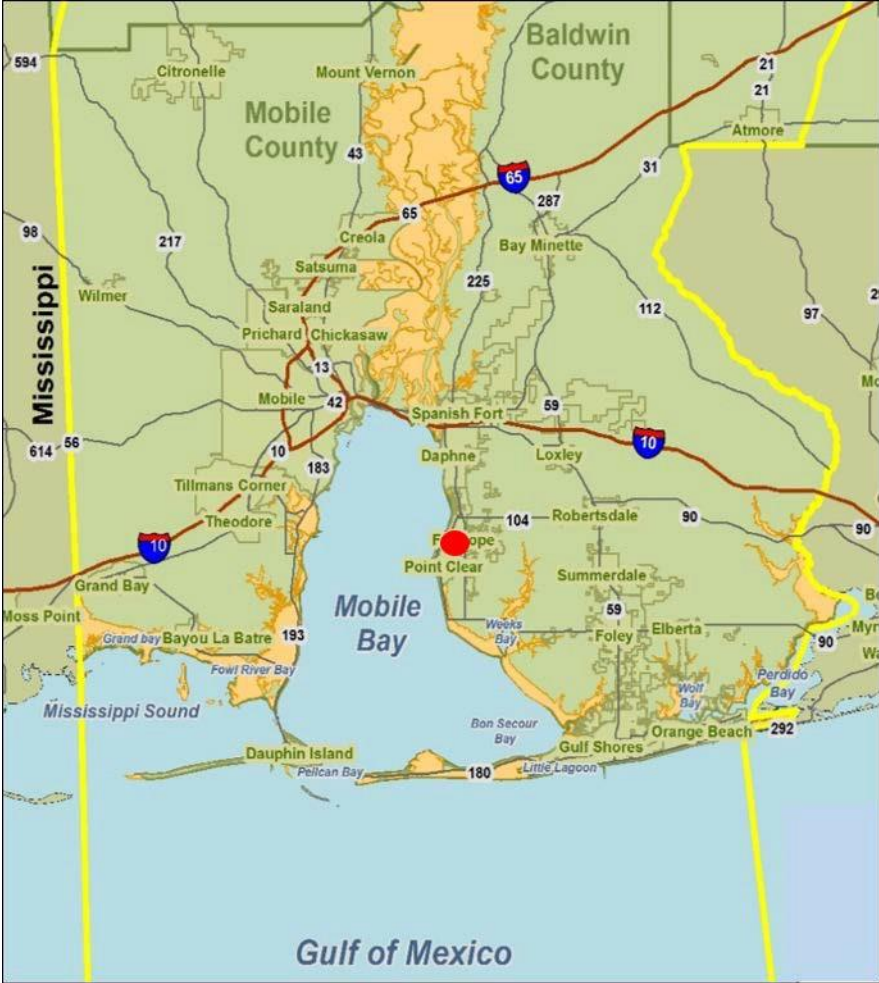 Baldwin
County
594
Citronelle
Mount Vernon
21
21
Mobile
County
Atmore
43
31
65
287
65
98
217
Creola
Bay Minette
Satsuma
225
Wilmer
Saraland
112
97
Prichard
Chickasaw
Mississippi
13
Mobile
42
Spanish Fort
59
614
56
10
10
183
Daphne
Loxley
Tillmans Corner
Theodore
104
Robertsdale
90
90
10
Point Clear
Grand Bay
Summerdale
Moss Point
Mobile
Bay
59
Weeks
Bay
Elberta
Grand bay
Bayou La Batre
193
Foley
90
Fowl River Bay
Perdido
Bay
Wolf
Bay
Mississippi Sound
Bon Secour
Bay
Orange Beach
292
Dauphin Island
Gulf Shores
Pelican Bay
180
Little Lagoon
Gulf of Mexico